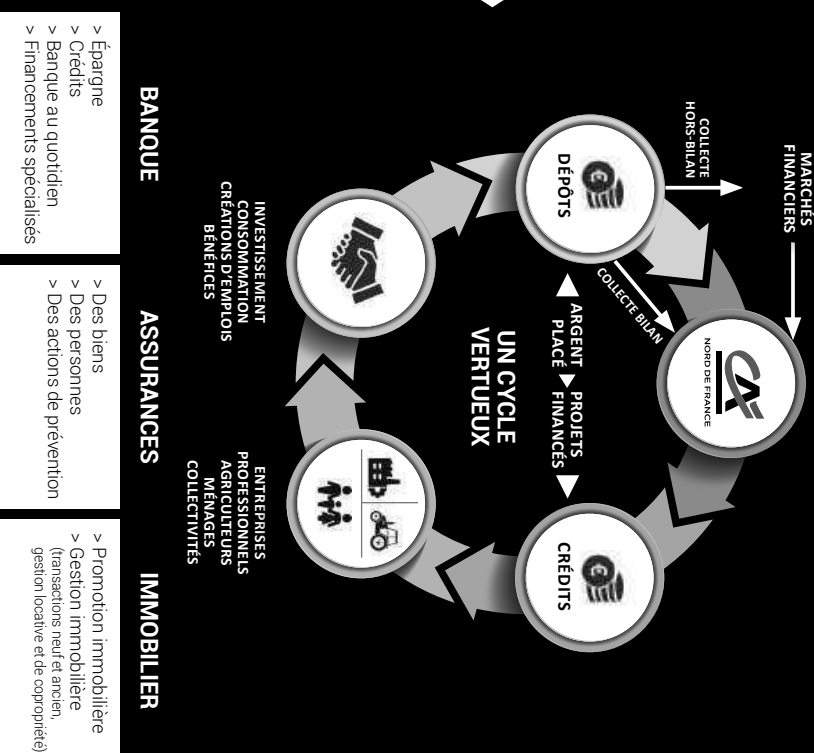 MARCHÉS
FINANCIERS
COLLECTE
HORS-BILAN
COLLECTE BILAN
NORD DE FRANCE
DÉPÔTS
ARGENT
PLACÉ
PROJETS
FINANCÉS
CRÉDITS
UN CYCLE
VERTUEUX
INVESTISSEMENT
CONSOMMATION
CRÉATIONS D'EMPLOIS
BÉNÉFICES
ENTREPRISES
PROFESSIONNELS
AGRICULTEURS
MÉNAGES
COLLECTIVITÉS
BANQUE
> Épargne
> Crédits
> Banque au quotidien
> Financements spécialisés
ASSURANCES
> Des biens
> Des personnes
> Des actions de prévention
IMMOBILIER
> Promotion immobilière
> Gestion immobilière
(transactions neuf et ancien,
gestion locative et de copropriété)